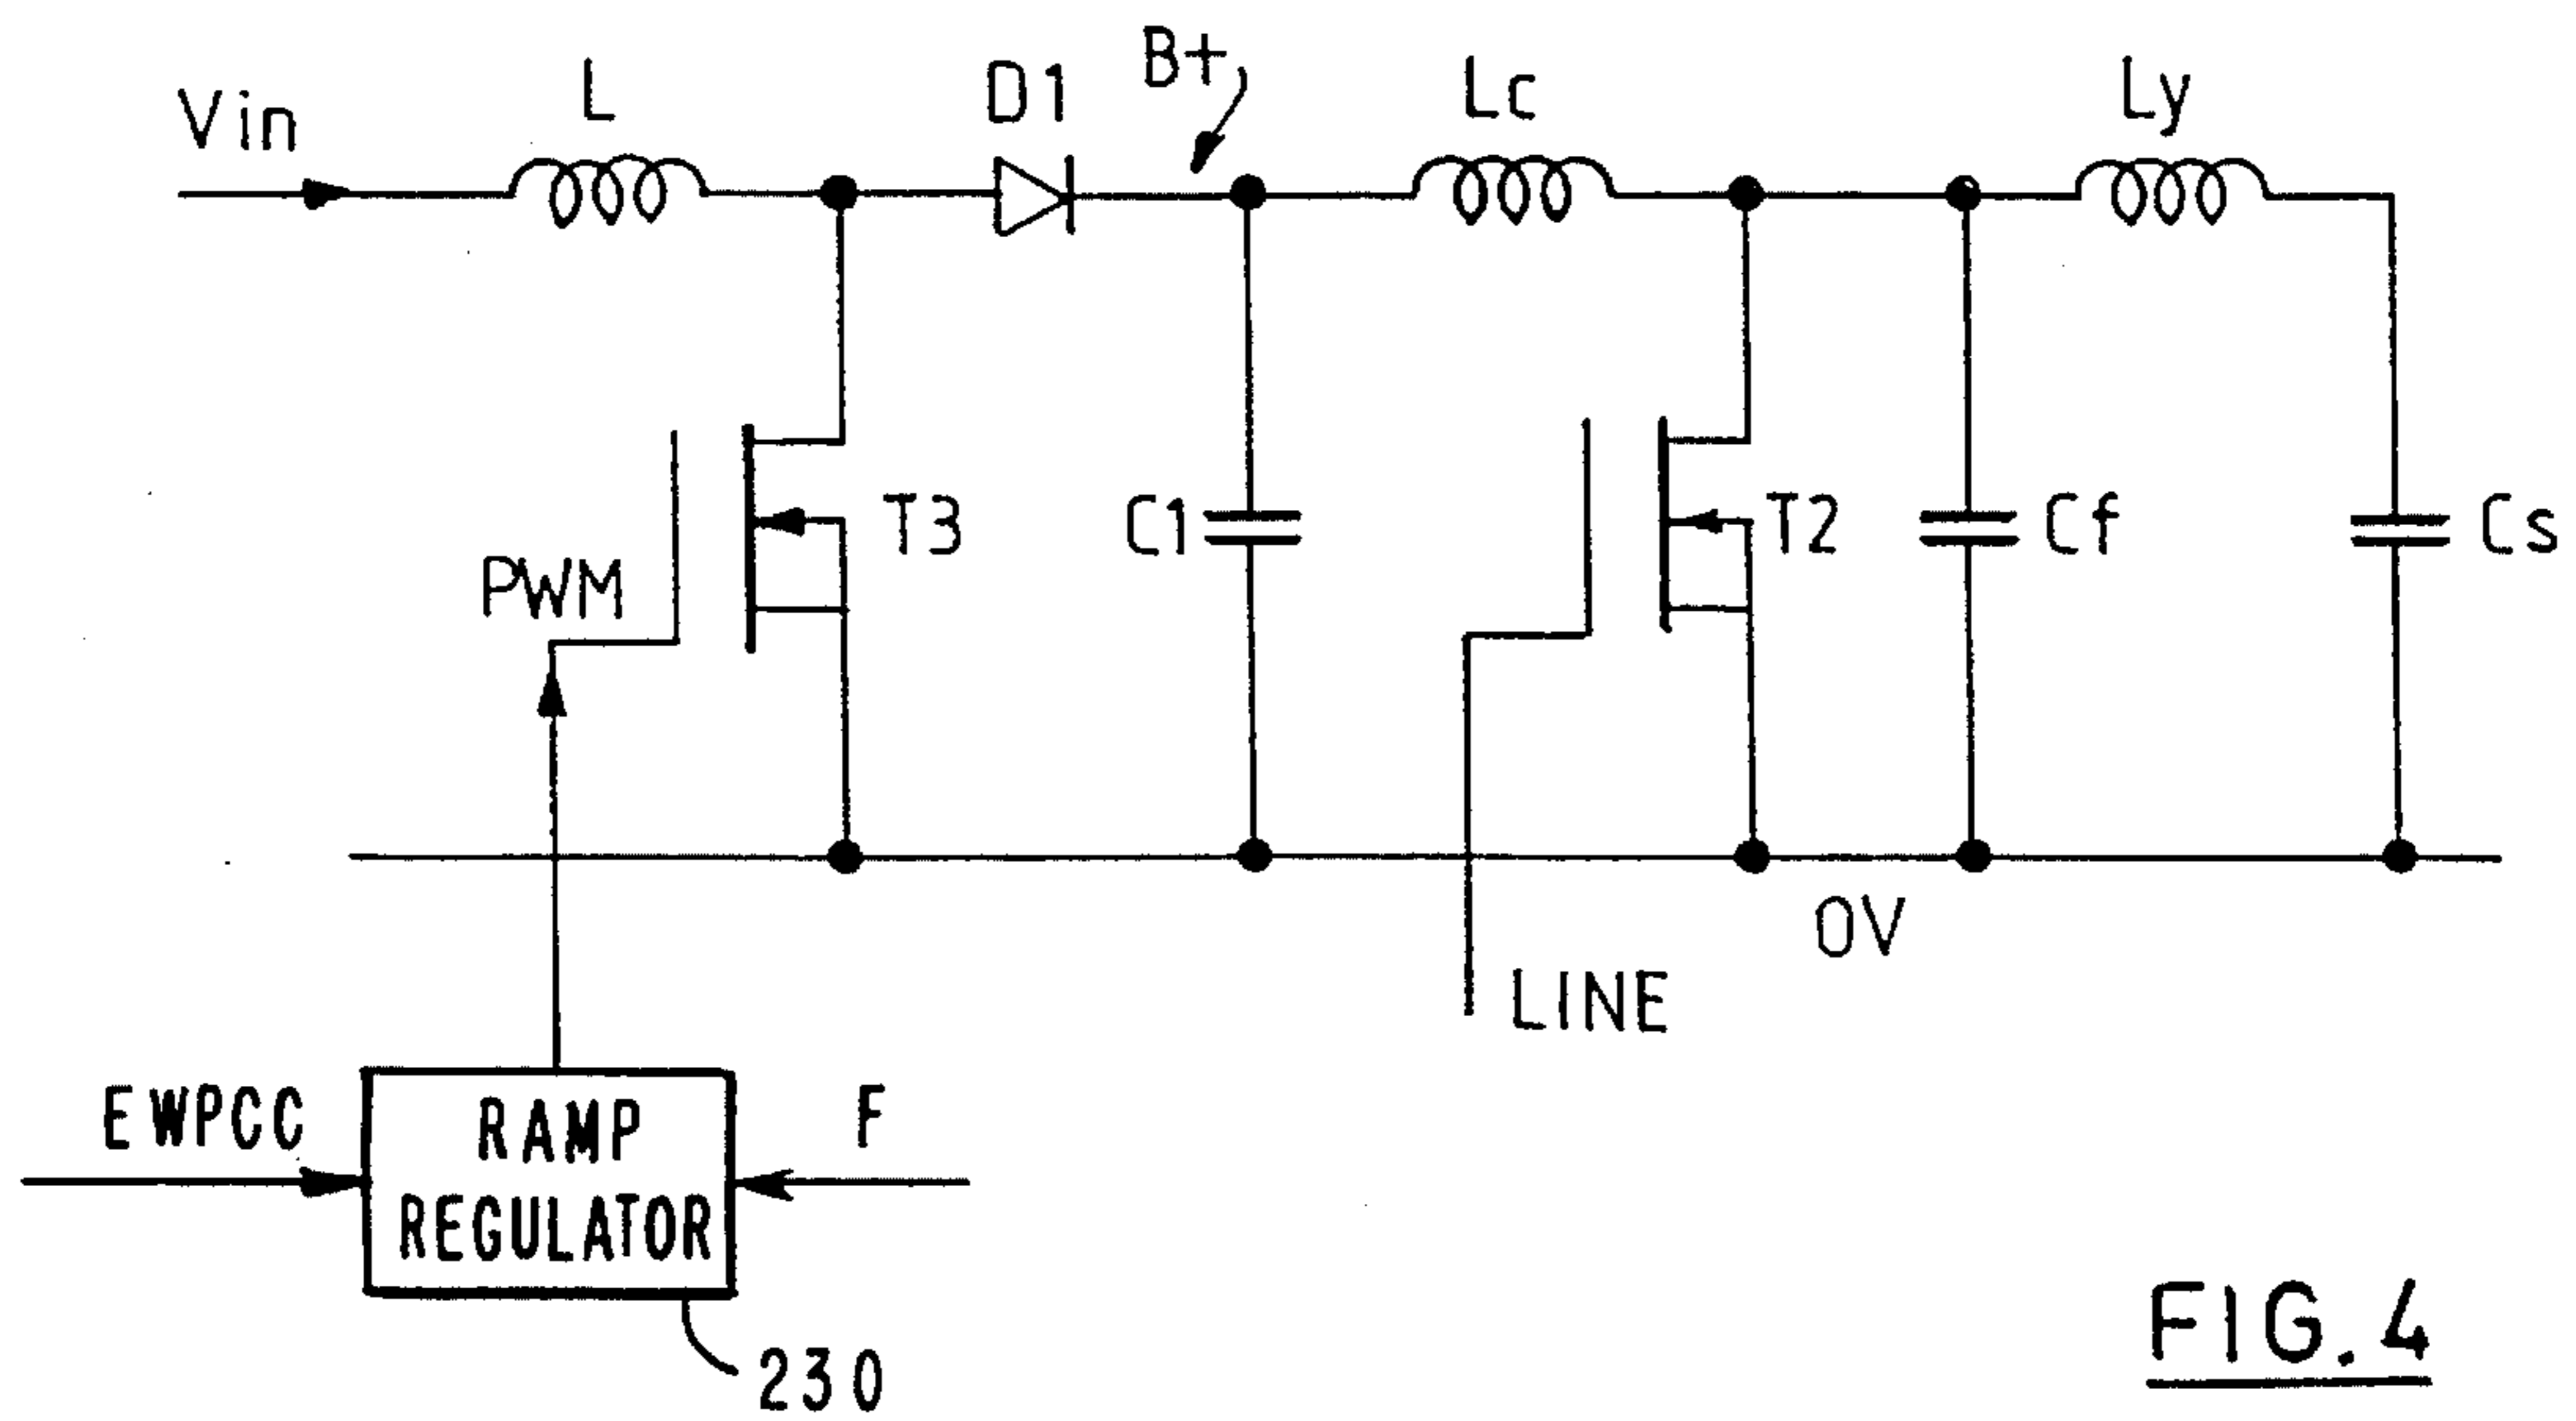 Vin
L
D1
B+
Lc
Ly
PWM
T3
C1
T2
Cf
Cs
0V
LINE
EWPCC
RAMP
REGULATOR
F
230
FIG. 4